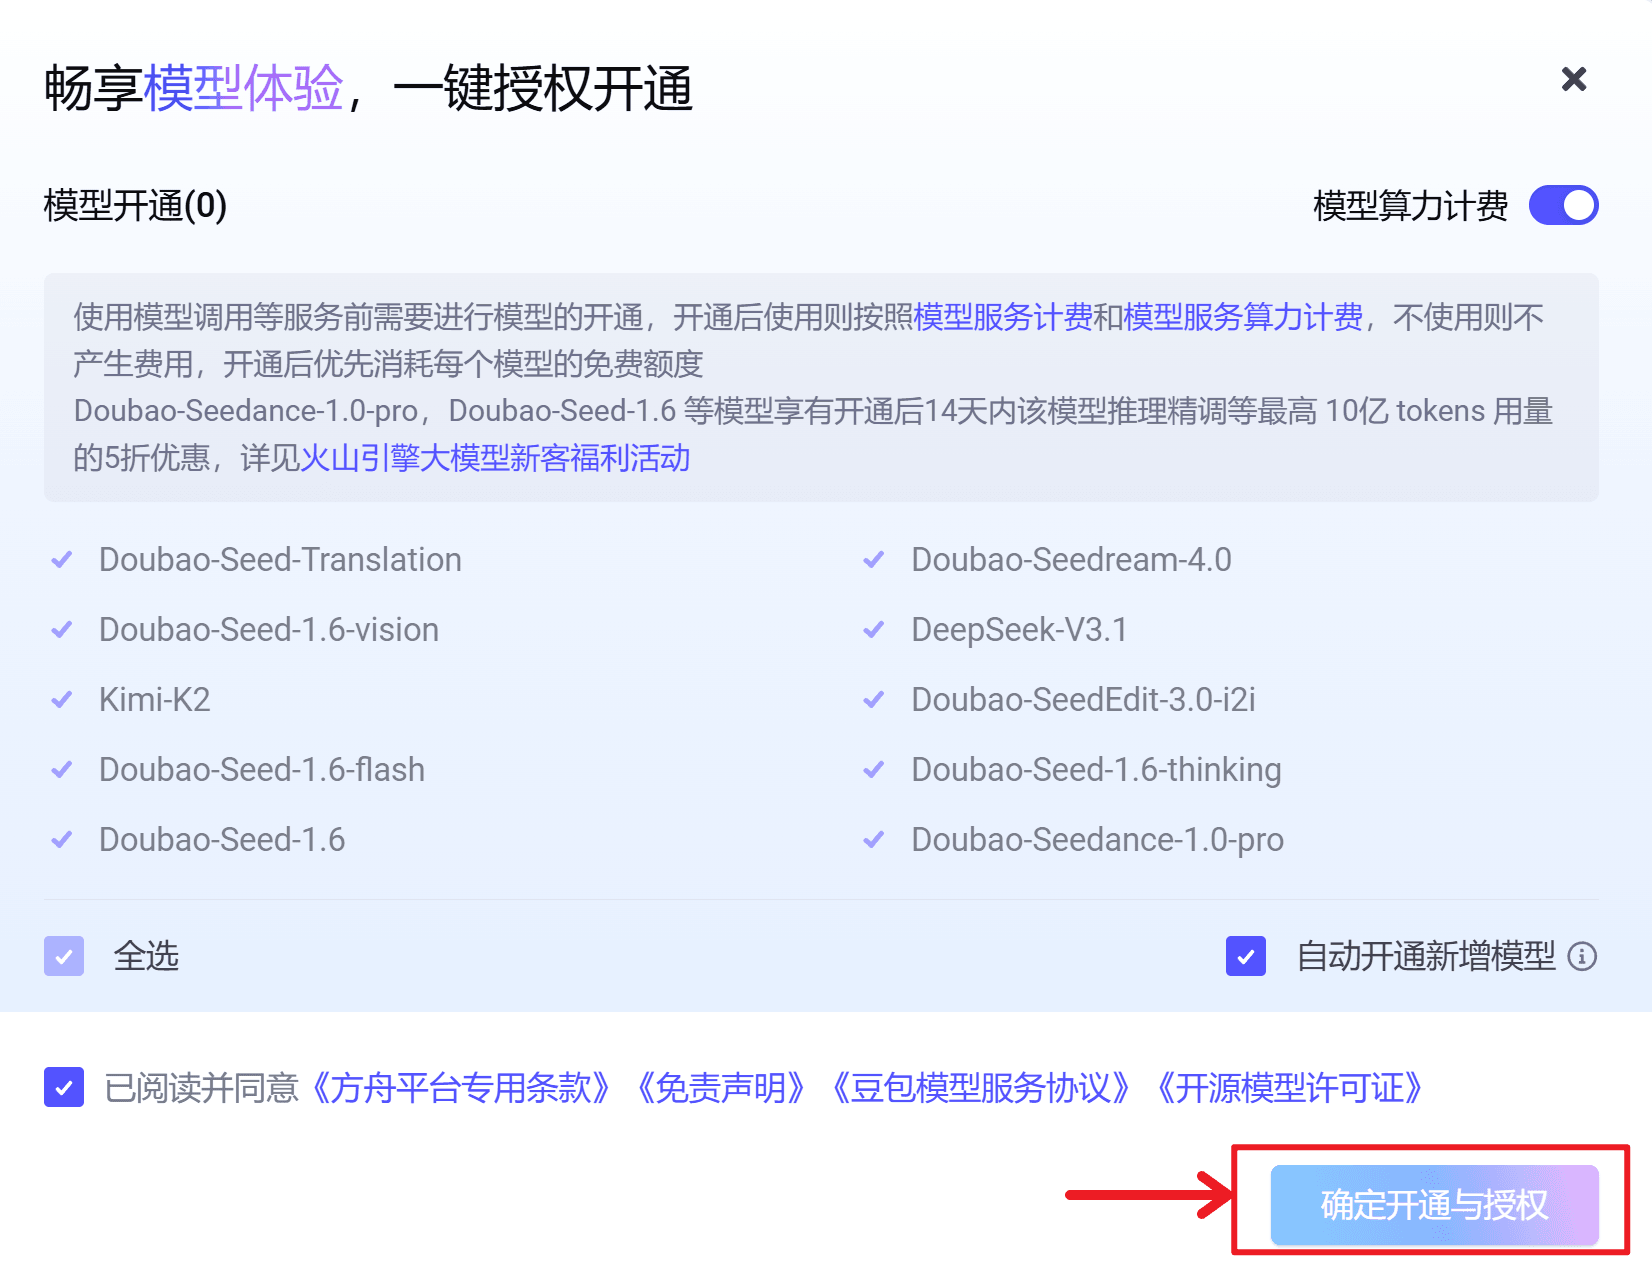 畅享模型体验，一键授权开通
模型开通(0)
模型算力计费
使用模型调用等服务前需要进行模型的开通，开通后使用则按照模型服务计费和模型服务算力计费，不使用则不
产生费用，开通后优先消耗每个模型的免费额度
Doubao-Seedance-1.0-pro，Doubao-Seed-1.6 等模型享有开通后14天内该模型推理精调等最高 10亿 tokens 用量
的5折优惠，详见火山引擎大模型新客福利活动
Doubao-Seed-Translation
Doubao-Seedream-4.0
Doubao-Seed-1.6-vision
DeepSeek-V3.1
Kimi-K2
Doubao-SeedEdit-3.0-i2i
Doubao-Seed-1.6-flash
Doubao-Seed-1.6-thinking
Doubao-Seed-1.6
Doubao-Seedance-1.0-pro
全选
自动开通新增模型
已阅读并同意《方舟平台专用条款》《免责声明》《豆包模型服务协议》《开源模型许可证》
确定开通与授权